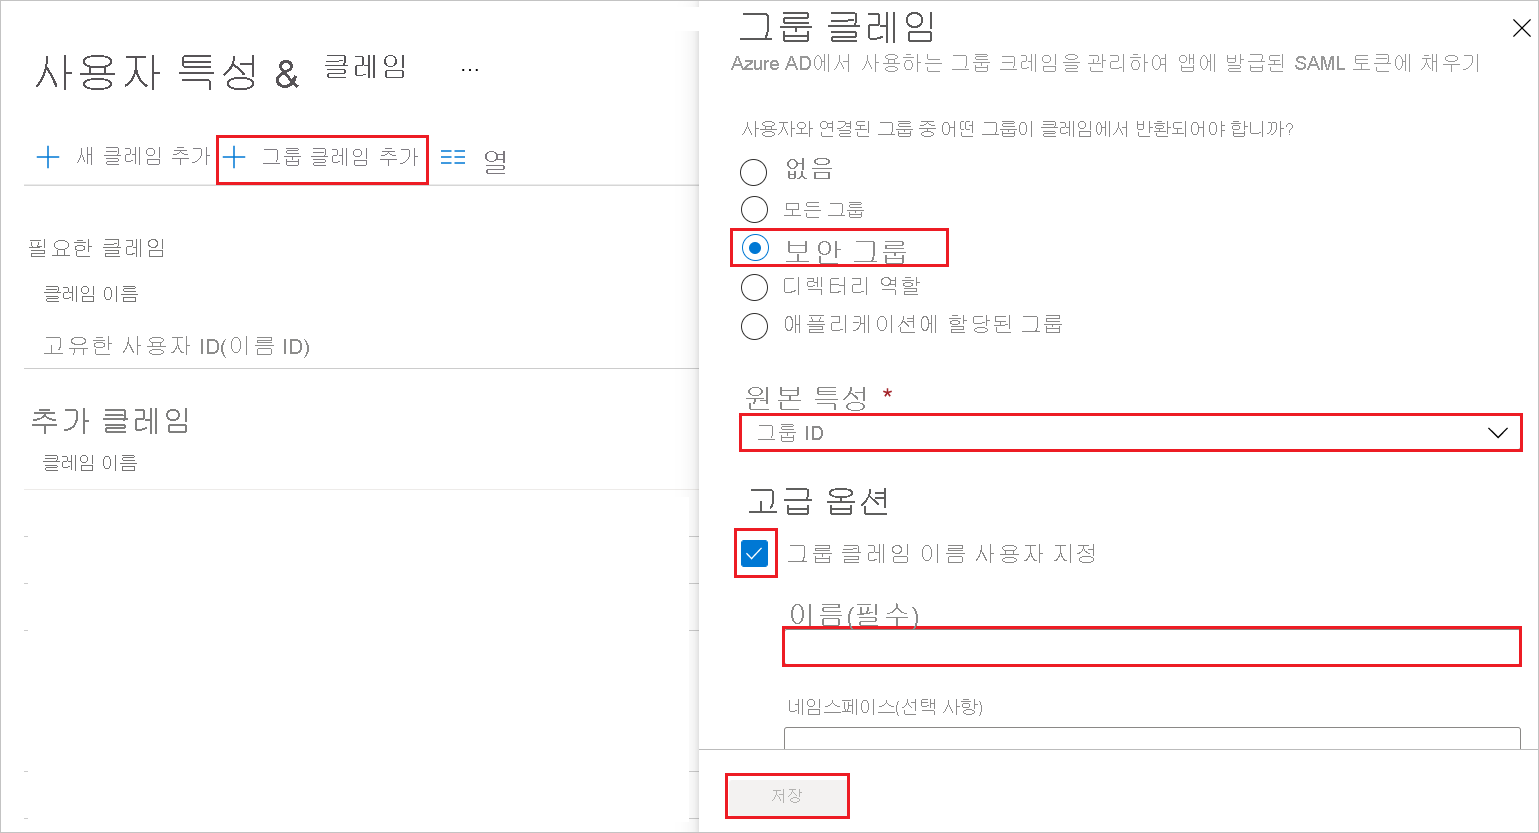 사용자 특성 & 클레임 ...
새 클레임 추가 그룹 클레임 추가 열
필요한 클레임
클레임 이름
고유한 사용자 ID(이름 ID)
추가 클레임
클레임 이름
그룹 클레임
Azure AD에서 사용하는 그룹 크레임을 관리하여 앱에 발급된 SAML 토큰에 채우기
사용자와 연결된 그룹 중 어떤 그룹이 클레임에서 반환되어야 합니까?
없음
모든 그룹
보안 그룹
디렉터리 역할
애플리케이션에 할당된 그룹
원본 특성 *
그룹 ID
고급 옵션
그룹 클레임 이름 사용자 지정
이름(필수)
네임스페이스(선택 사항)
저장